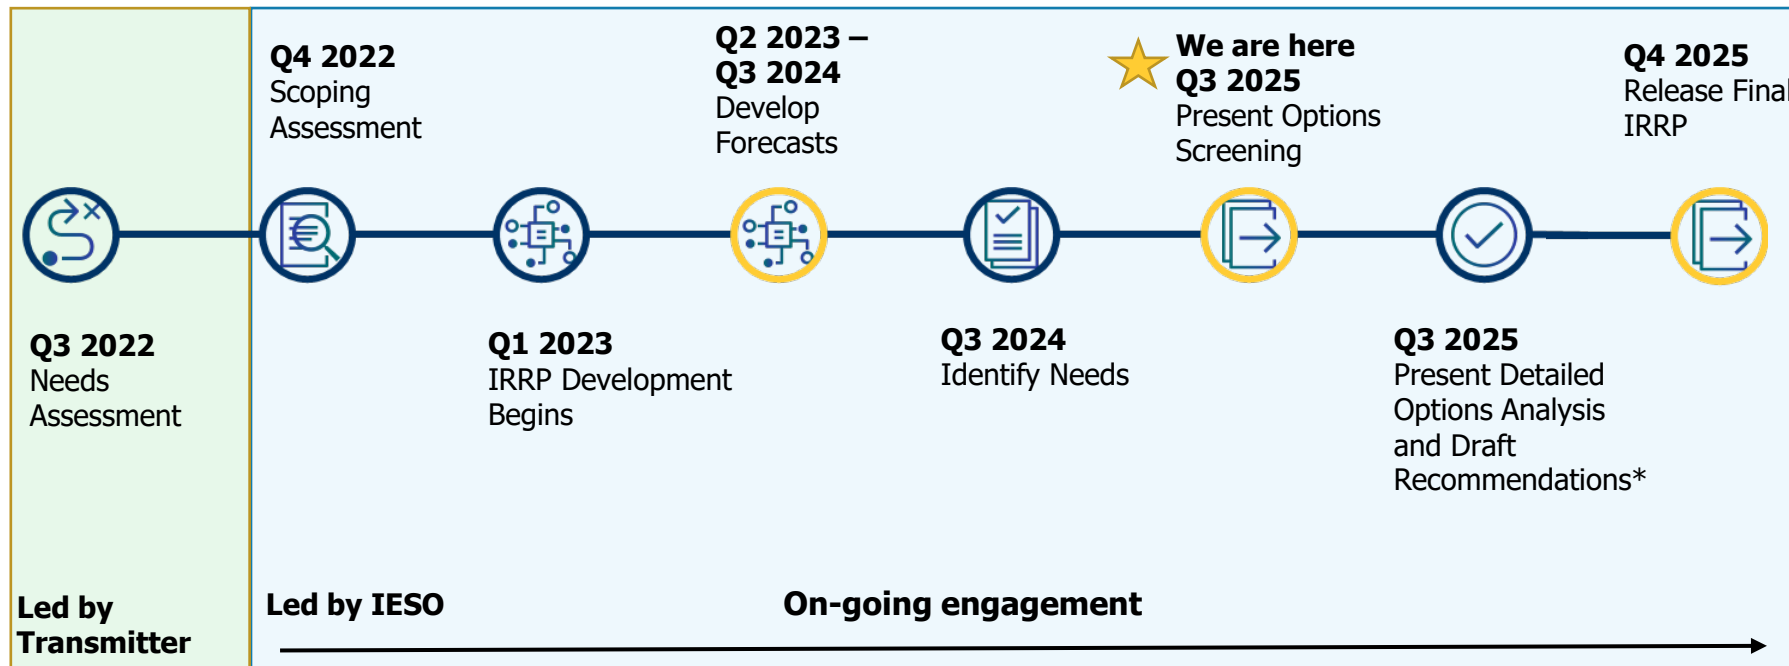 Q3 2022
Needs
Assessment
Q4 2022
Scoping
Assessment
Q1 2023
IRRP Development
Begins
Q2 2023 –
Q3 2024
Develop
Forecasts
Q3 2024
Identify Needs
We are here
Q3 2025
Present Options
Screening
Q3 2025
Present Detailed
Options Analysis
and Draft
Recommendations*
Q4 2025
Release Final
IRRP
Led by
Transmitter
Led by IESO
On-going engagement